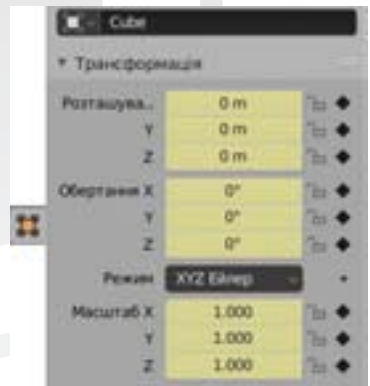 Cube
Трансформація
Розташува.. 0 m
Y 0 m
Z 0 m
Обертання X 0°
Y 0°
Z 0°
Режим XYZ Ейлер
Масштаб X 1.000
Y 1.000
Z 1.000